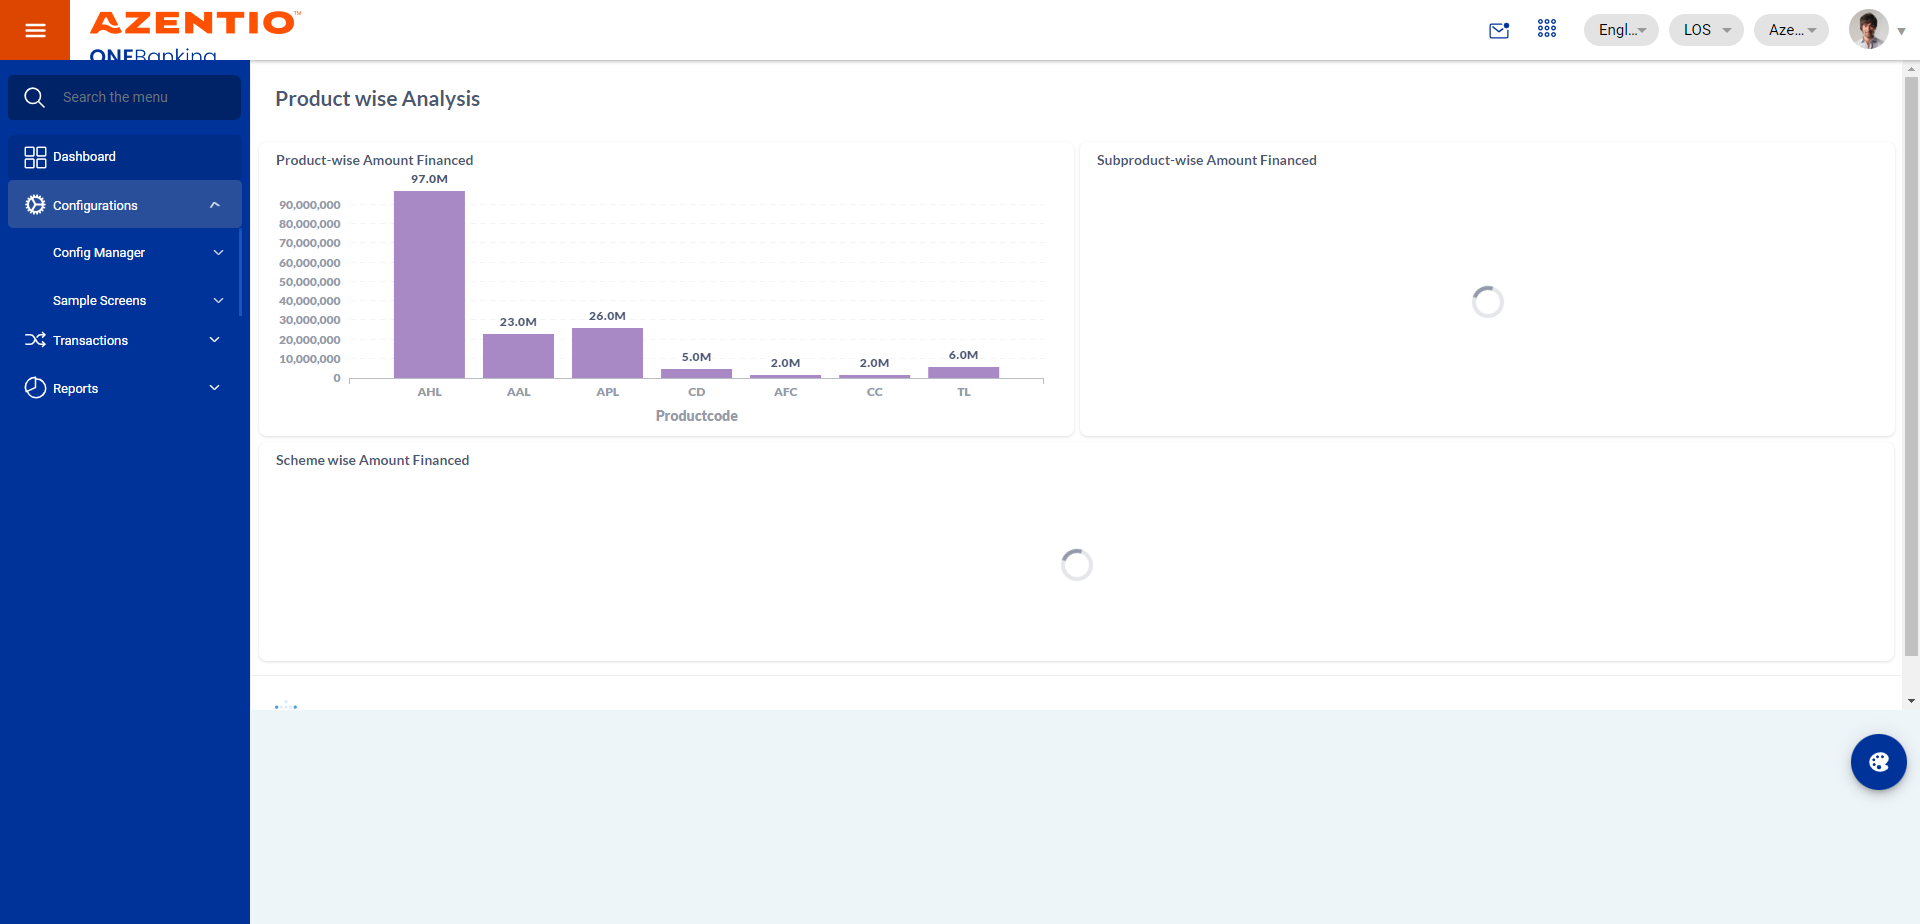 AZENTIO™
ONEBanking
Engl...
LOS
Aze...
Search the menu
Dashboard
Configurations
Config Manager
Sample Screens
Transactions
Reports
Product wise Analysis
Product-wise Amount Financed
97.0M
90,000,000
80,000,000
70,000,000
60,000,000
50,000,000
40,000,000
30,000,000
20,000,000
10,000,000
0
23.0M
26.0M
5.0M
2.0M
2.0M
6.0M
AHL AAL APL CD AFC CC TL
Productcode
Subproduct-wise Amount Financed
Scheme wise Amount Financed